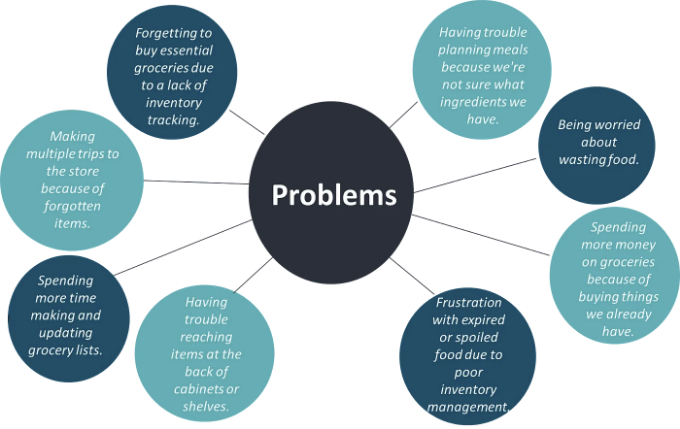 Forgetting to
buy essential
groceries due
to a lack of
inventory
tracking.
Having trouble
planning meals
because we're
not sure what
ingredients we
have.
Making
multiple trips to
the store
because of
forgotten
items.
Problems
Being worried
about
wasting food.
Spending
more time
making and
updating
grocery lists.
Having
trouble
reaching
items at the
back of
cabinets or
shelves.
Frustration
with expired
or spoiled
food due to
poor
inventory
management.
Spending
more money
on groceries
because of
buying things
we already
have.